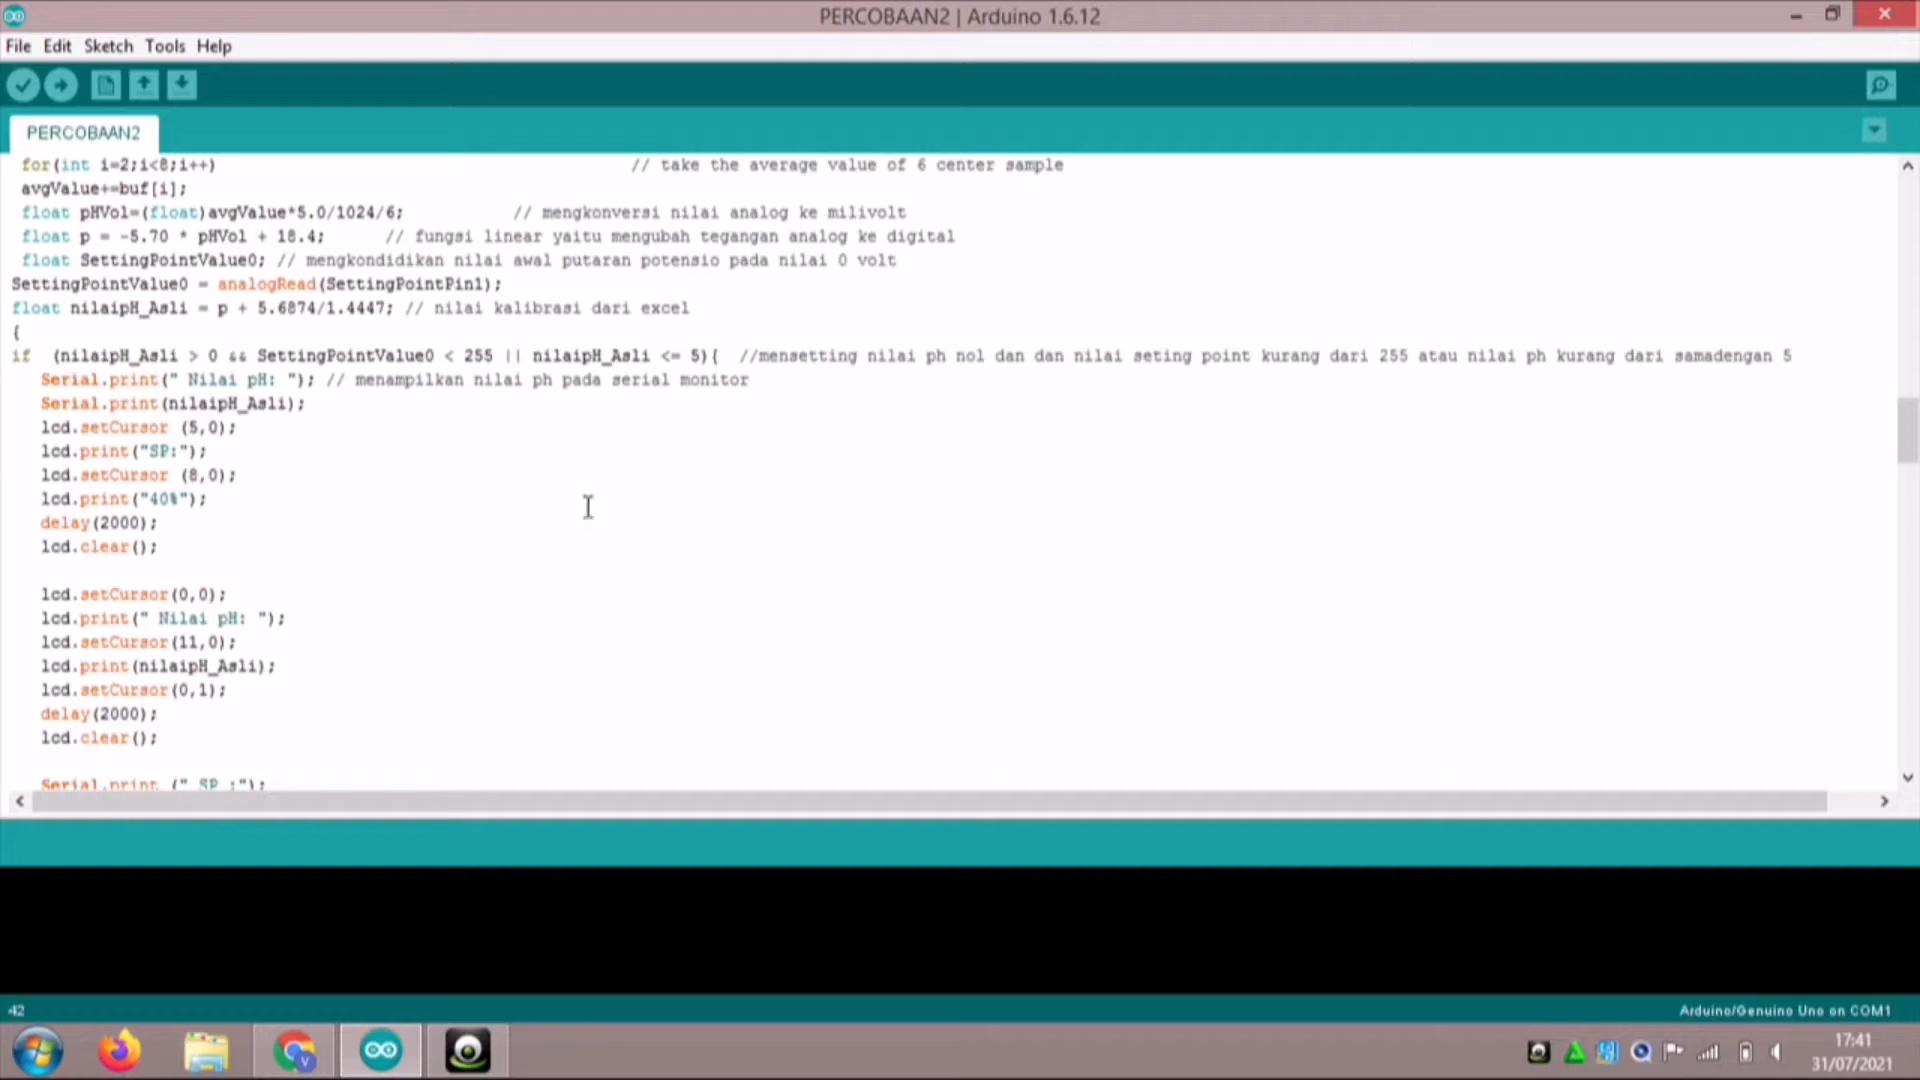 PERCOBAAN2 | Arduino 1.6.12
File Edit Sketch Tools Help
PERCOBAAN2
for(int i=2;i<8;i++) // take the average value of 6 center sample
avgValue+=buf[i];
float pHVol=(float)avgValue*5.0/1024/6; // mengkonversi nilai analog ke milivolt
float p = -5.70 * pHVol + 18.4; // fungsi linear yaitu mengubah tegangan analog ke digital
float SettingPointValue0; // mengkondidikan nilai awal putaran potensio pada nilai 0 volt
SettingPointValue0 = analogRead(SettingPointPin1);
float nilaipH_Asli = p + 5.6874/1.4447; // nilai kalibrasi dari excel
{
if (nilaipH_Asli > 0 && SettingPointValue0 < 255 || nilaipH_Asli <= 5){ //mensetting nilai ph nol dan dan nilai seting point kurang dari 255 atau nilai ph kurang dari samadengan 5
Serial.print(" Nilai pH: "); // menampilkan nilai ph pada serial monitor
Serial.print(nilaipH_Asli);
lcd.setCursor (5,0);
lcd.print("SP:");
lcd.setCursor (8,0);
lcd.print("40%");
delay(2000);
lcd.clear();
lcd.setCursor(0,0);
lcd.print(" Nilai pH: ");
lcd.setCursor(11,0);
lcd.print(nilaipH_Asli);
lcd.setCursor(0,1);
delay(2000);
lcd.clear();
Serial.print (" SP :");
42
Arduino/Genuino Uno on COM1
17:41
31/07/2021